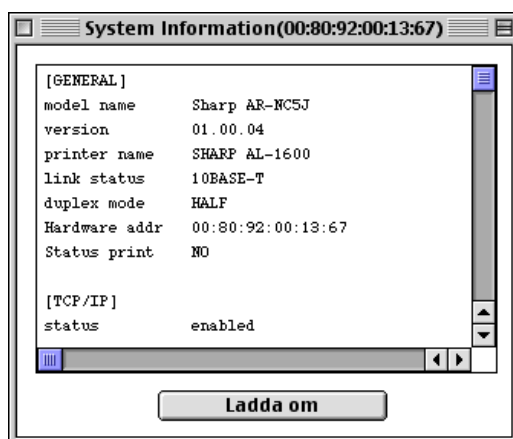 System Information(00:80:92:00:13:67)
[GENERAL]
model name Sharp AR-NC5J
version 01.00.04
printer name SHARP AL-1600
link status 10BASE-T
duplex mode HALF
Hardware addr 00:80:92:00:13:67
Status print NO
[TCP/IP]
status enabled
Ladda om